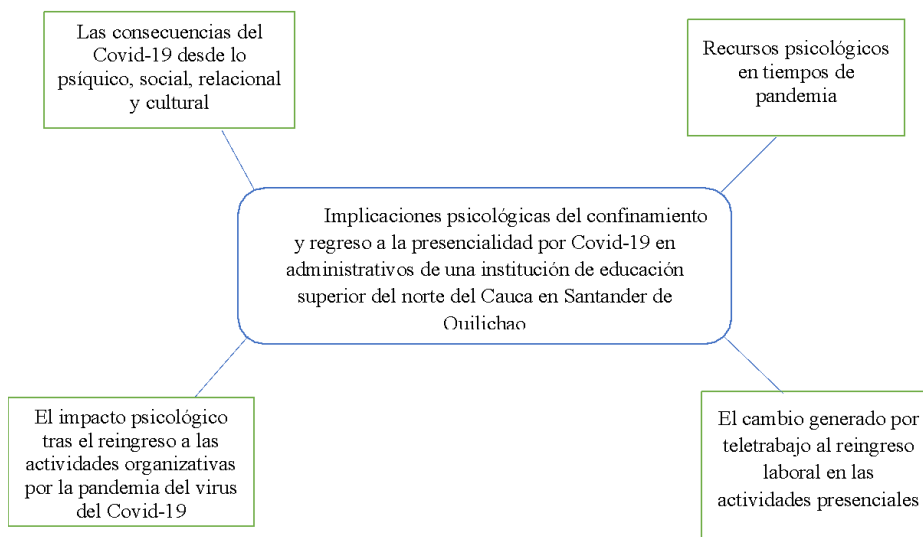 Las consecuencias del
Covid-19 desde lo
psíquico, social, relacional
y cultural
Recursos psicológicos
en tiempos de
pandemia
Implicaciones psicológicas del confinamiento
y regreso a la presencialidad por Covid-19 en
administrativos de una institución de educación
superior del norte del Cauca en Santander de
Quilichao
El impacto psicológico
tras el reingreso a las
actividades organizativas
por la pandemia del virus
del Covid-19
El cambio generado por
teletrabajo al reingreso
laboral en las
actividades presenciales